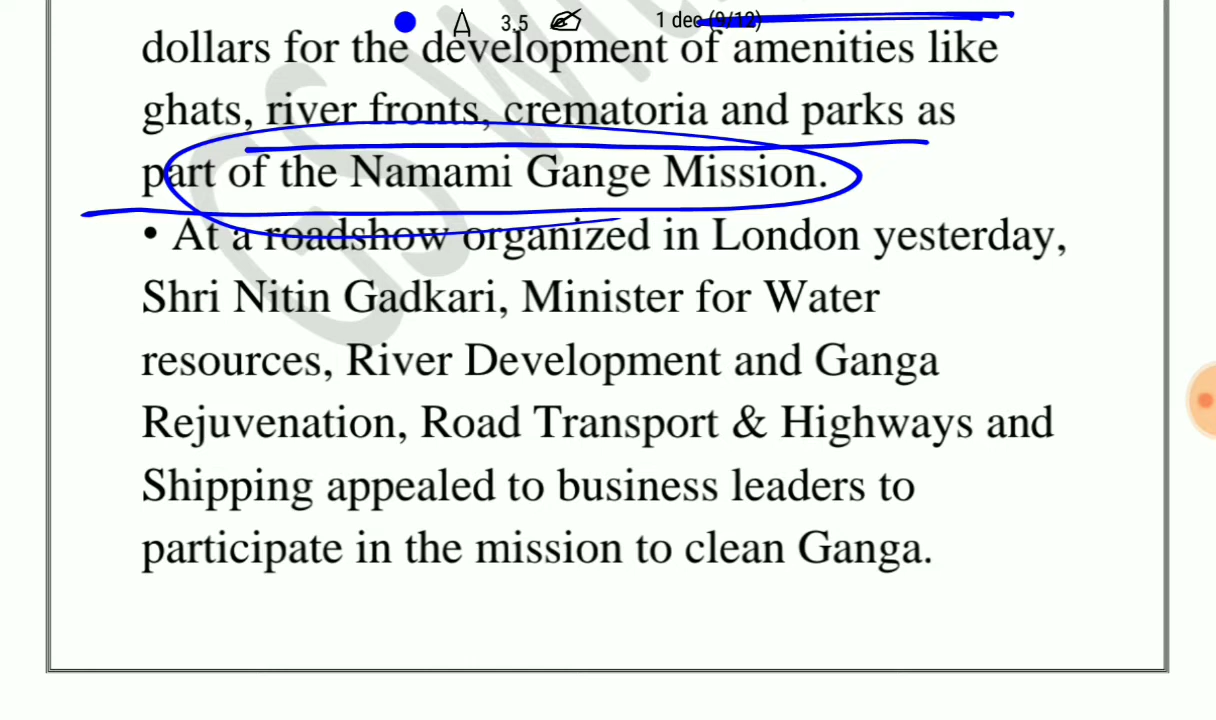 3.5 1 dec (9/12)
dollars for the development of amenities like
ghats, river fronts, crematoria and parks as
part of the Namami Gange Mission.
• At a roadshow organized in London yesterday,
Shri Nitin Gadkari, Minister for Water
resources, River Development and Ganga
Rejuvenation, Road Transport & Highways and
Shipping appealed to business leaders to
participate in the mission to clean Ganga.